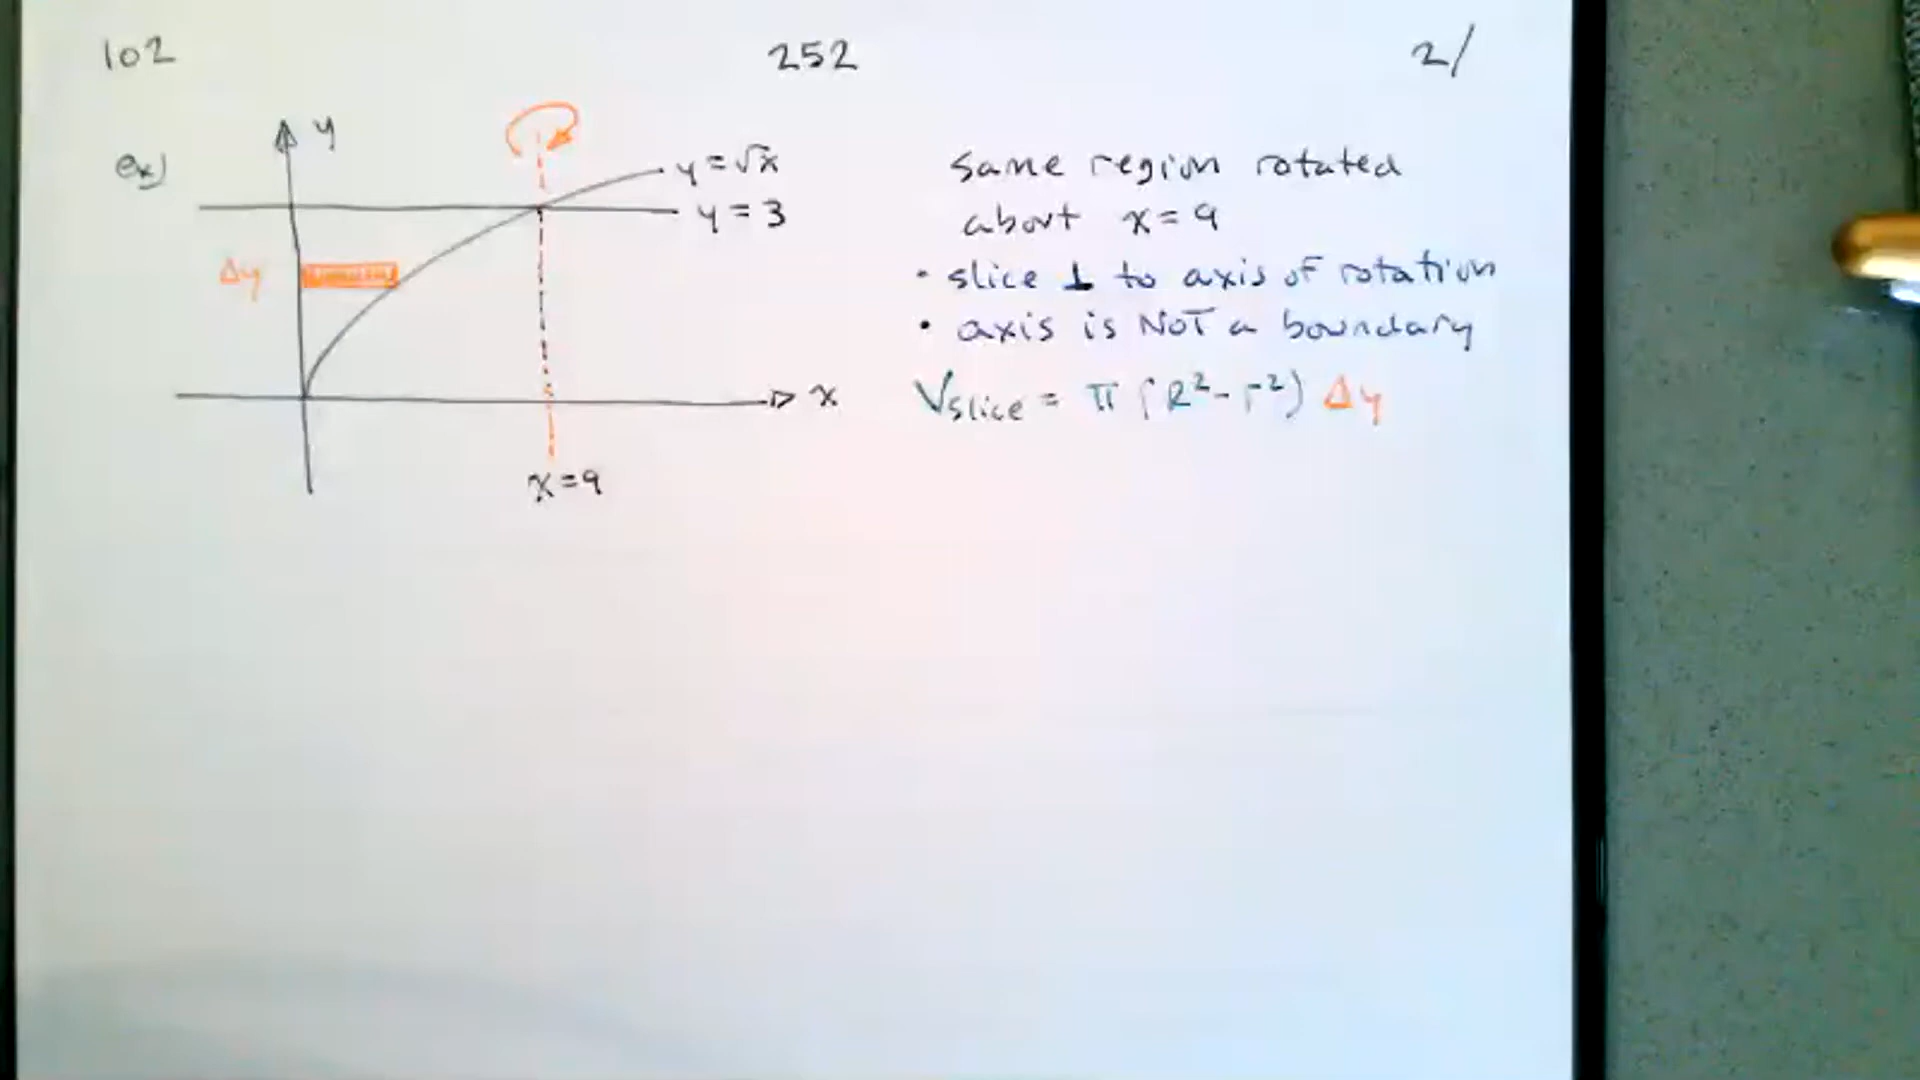 102 252 2/
ex)
y
y = √x
y = 3
Δy
x
x = 9
same region rotated
about x = 9
• slice ⊥ to axis of rotation
• axis is NOT a boundary
Vslice = π (R² - r²) Δy